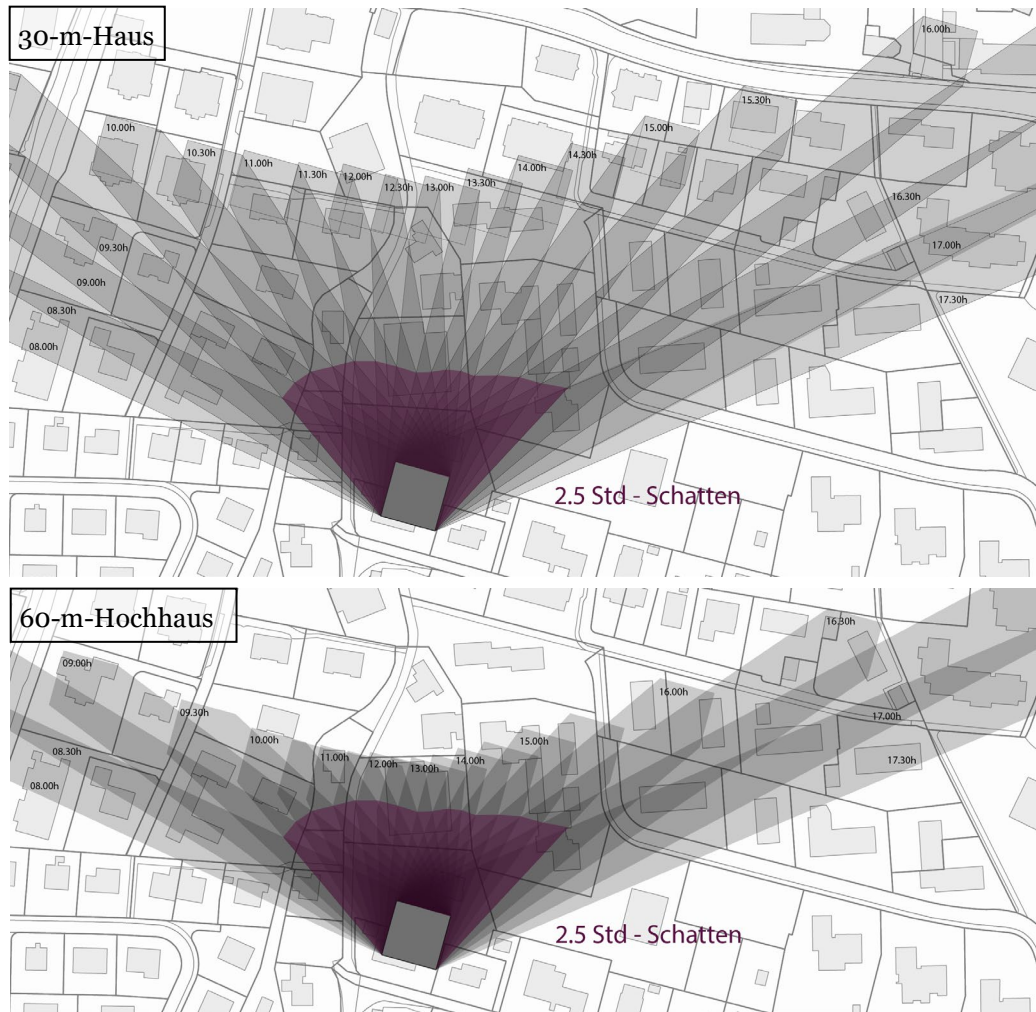 30-m-Haus
16.00h
15.30h
10.00h
15.00h
10.30h
14.30h
11.00h
14.00h
11.30h
12.00h
13.30h
12.30h
13.00h
16.30h
09.30h
17.00h
09.00h
17.30h
08.30h
08.00h
2.5 Std - Schatten
60-m-Hochhaus
16.30h
09.00h
16.00h
09.30h
17.00h
10.00h
15.00h
08.30h
11.00h
12.00h
13.00h
14.00h
17.30h
08.00h
2.5 Std - Schatten